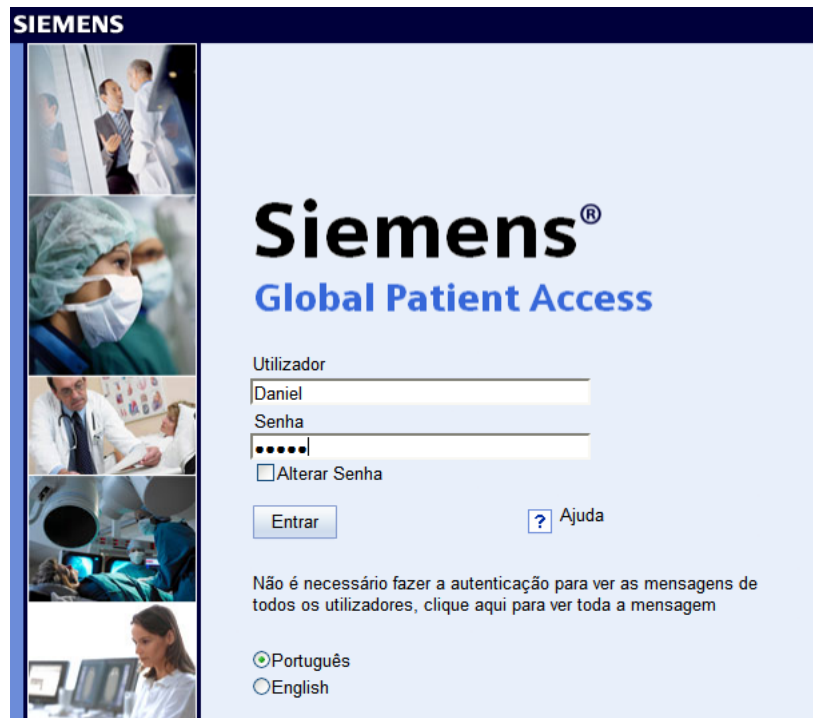 SIEMENS
Siemens®
Global Patient Access
Utilizador
Daniel
Senha
•••••
Alterar Senha
Entrar
? Ajuda
Não é necessário fazer a autenticação para ver as mensagens de
todos os utilizadores, clique aqui para ver toda a mensagem
Português
English